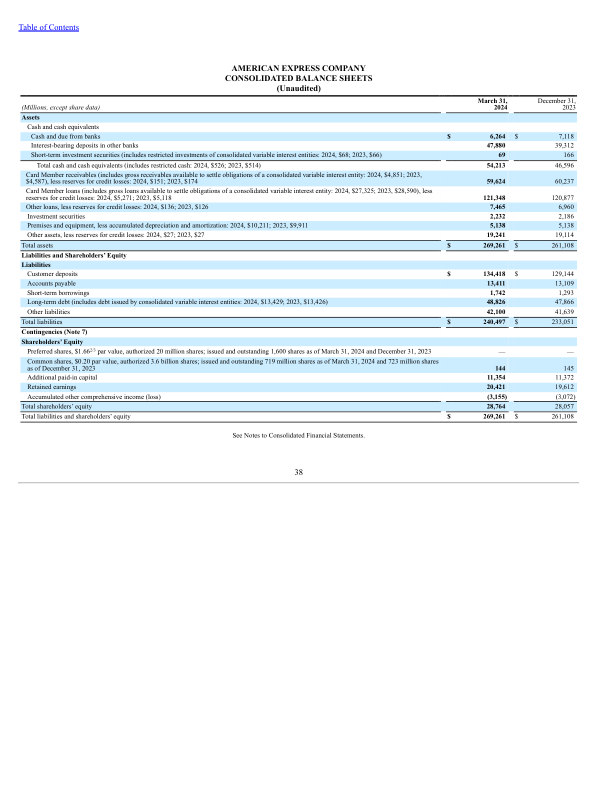 Table of Contents
AMERICAN EXPRESS COMPANY
CONSOLIDATED BALANCE SHEETS
(Unaudited)
(Millions, except share data) March 31, 2024 December 31, 2023
Assets
Cash and cash equivalents
Cash and due from banks $ 6,264 $ 7,118
Interest-bearing deposits in other banks 47,880 39,312
Short-term investment securities (includes restricted investments of consolidated variable interest entities: 2024, $68; 2023, $66) 69 166
Total cash and cash equivalents (includes restricted cash: 2024, $526; 2023, $514) 54,213 46,596
Card Member receivables (includes gross receivables available to settle obligations of a consolidated variable interest entity: 2024, $4,851; 2023,
$4,587), less reserves for credit losses: 2024, $151; 2023, $174 59,624 60,237
Card Member loans (includes gross loans available to settle obligations of a consolidated variable interest entity: 2024, $27,325; 2023, $28,590), less
reserves for credit losses: 2024, $5,271; 2023, $5,118 121,348 120,877
Other loans, less reserves for credit losses: 2024, $136; 2023, $126 7,465 6,960
Investment securities 2,232 2,186
Premises and equipment, less accumulated depreciation and amortization: 2024, $10,211; 2023, $9,911 5,138 5,138
Other assets, less reserves for credit losses: 2024, $27; 2023, $27 19,241 19,114
Total assets $ 269,261 $ 261,108
Liabilities and Shareholders' Equity
Liabilities
Customer deposits $ 134,418 $ 129,144
Accounts payable 13,411 13,109
Short-term borrowings 1,742 1,293
Long-term debt (includes debt issued by consolidated variable interest entities: 2024, $13,429; 2023, $13,426) 48,826 47,866
Other liabilities 42,100 41,639
Total liabilities $ 240,497 $ 233,051
Contingencies (Note 7)
Shareholders' Equity
Preferred shares, $1.66⅔ par value, authorized 20 million shares; issued and outstanding 1,600 shares as of March 31, 2024 and December 31, 2023 — —
Common shares, $0.20 par value, authorized 3.6 billion shares; issued and outstanding 719 million shares as of March 31, 2024 and 723 million shares
as of December 31, 2023 144 145
Additional paid-in capital 11,354 11,372
Retained earnings 20,421 19,612
Accumulated other comprehensive income (loss) (3,155) (3,072)
Total shareholders' equity 28,764 28,057
Total liabilities and shareholders' equity $ 269,261 $ 261,108
See Notes to Consolidated Financial Statements.
38